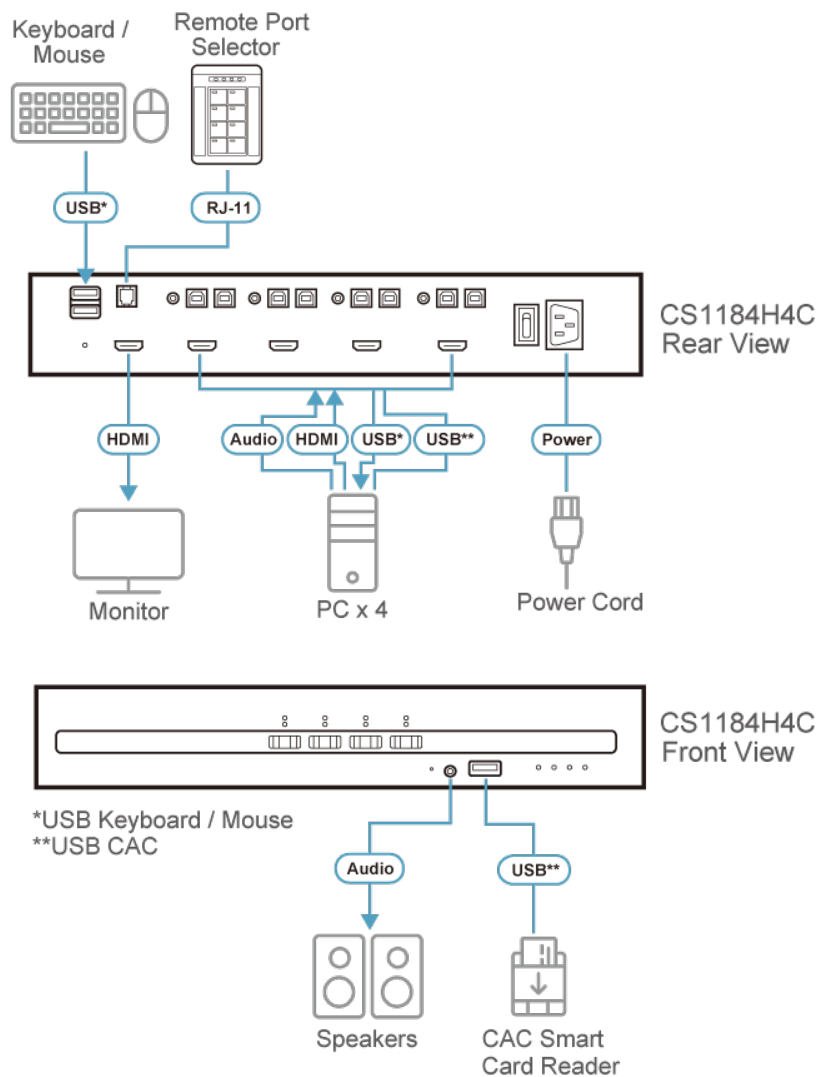 Keyboard /
Mouse
Remote Port
Selector
USB*
RJ-11
CS1184H4C
Rear View
HDMI
Audio
HDMI
USB*
USB**
Power
Monitor
PC x 4
Power Cord
CS1184H4C
Front View
*USB Keyboard / Mouse
**USB CAC
Audio
USB**
Speakers
CAC Smart
Card Reader